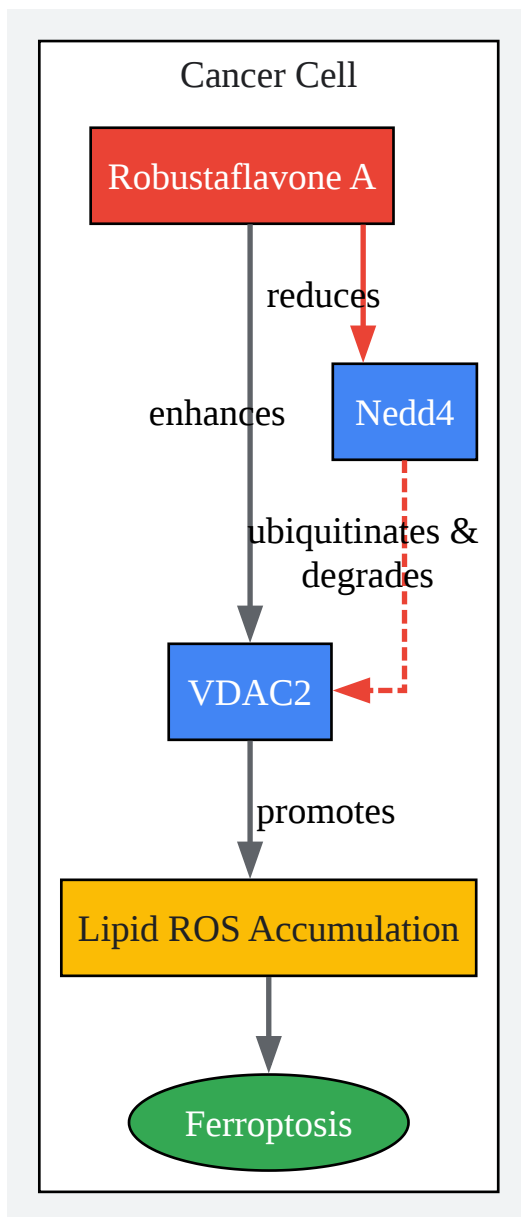 Cancer Cell
Robustaflavone A
reduces
enhances
Nedd4
ubiquitinates &
degrades
VDAC2
promotes
Lipid ROS Accumulation
Ferroptosis